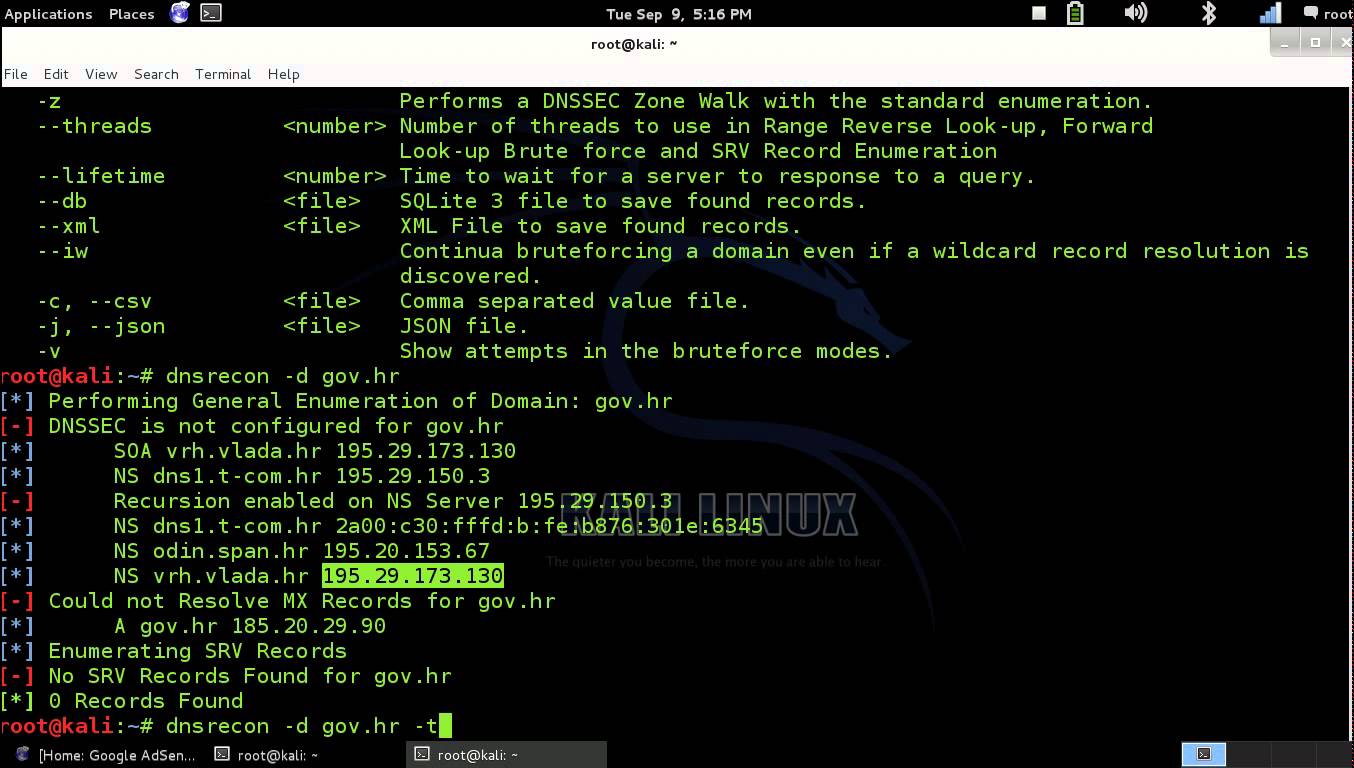 Applications Places Tue Sep 9, 5:16 PM root
root@kali: ~
File Edit View Search Terminal Help
-z Performs a DNSSEC Zone Walk with the standard enumeration.
--threads <number> Number of threads to use in Range Reverse Look-up, Forward
Look-up Brute force and SRV Record Enumeration
--lifetime <number> Time to wait for a server to response to a query.
--db <file> SQLite 3 file to save found records.
--xml <file> XML File to save found records.
--iw Continua bruteforcing a domain even if a wildcard record resolution is
discovered.
-c, --csv <file> Comma separated value file.
-j, --json <file> JSON file.
-v Show attempts in the bruteforce modes.
root@kali:~# dnsrecon -d gov.hr
[*] Performing General Enumeration of Domain: gov.hr
[-] DNSSEC is not configured for gov.hr
[*] SOA vrh.vlada.hr 195.29.173.130
[*] NS dns1.t-com.hr 195.29.150.3
[-] Recursion enabled on NS Server 195.29.150.3
[*] NS dns1.t-com.hr 2a00:c30:fffd:b:fe:b876:301e:6345
[*] NS odin.span.hr 195.20.153.67
[*] NS vrh.vlada.hr 195.29.173.130
[-] Could not Resolve MX Records for gov.hr
[*] A gov.hr 185.20.29.90
[*] Enumerating SRV Records
[-] No SRV Records Found for gov.hr
[*] 0 Records Found
root@kali:~# dnsrecon -d gov.hr -t
KALI LINUX
The quieter you become, the more you are able to hear.
[Home: Google AdSen... root@kali: ~ root@kali: ~